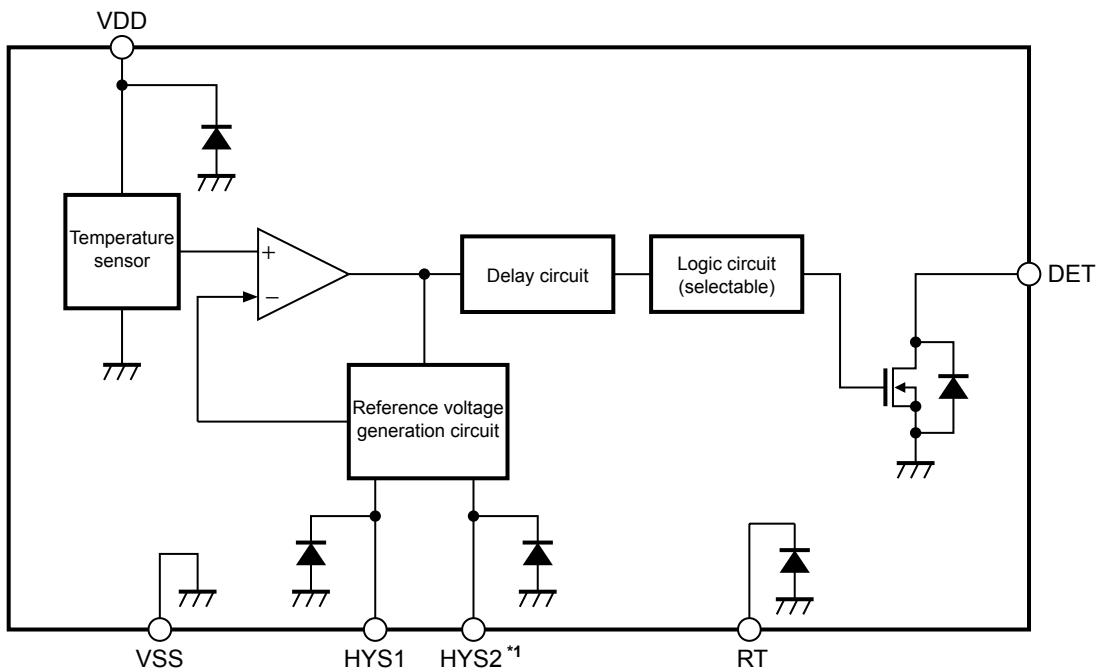 VDD
Temperature
sensor
+
−
Delay circuit
Logic circuit
(selectable)
DET
Reference voltage
generation circuit
VSS
HYS1
HYS2 *1
RT